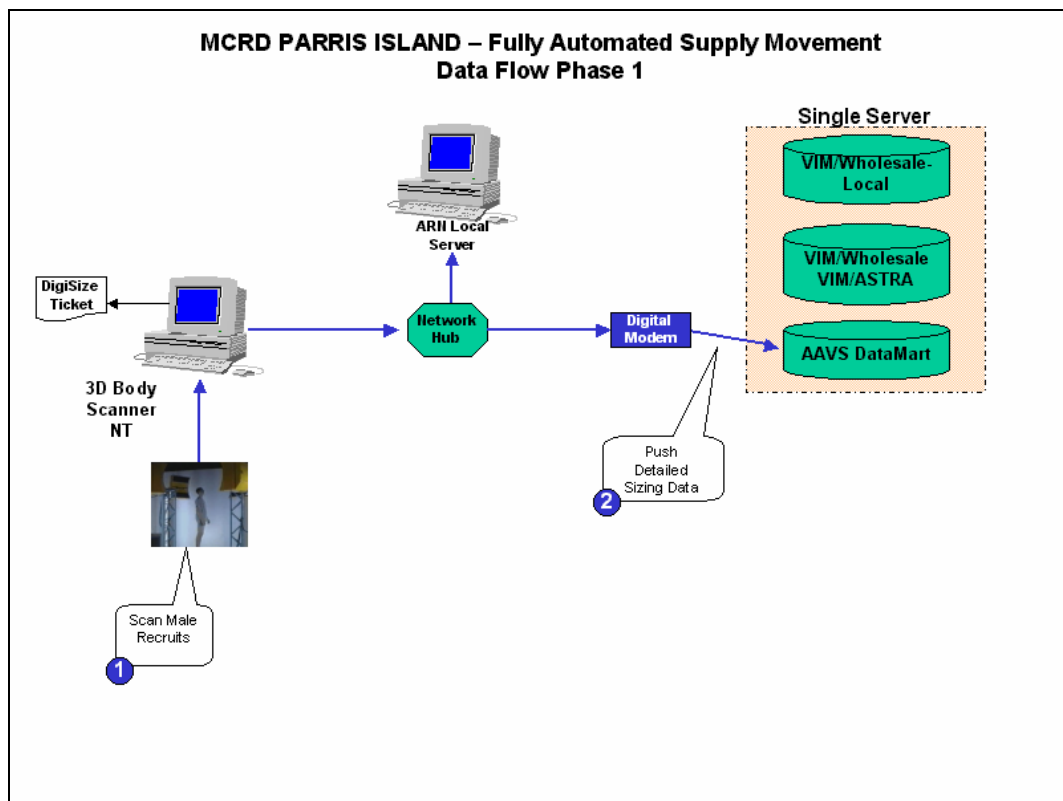 MCRD PARRIS ISLAND – Fully Automated Supply Movement
Data Flow Phase 1
Single Server
VIM/Wholesale-
Local
VIM/Wholesale
VIM/ASTRA
AAVS DataMart
ARN Local
Server
DigiSize
Ticket
Network
Hub
Digital
Modem
3D Body
Scanner
NT
Push
Detailed
Sizing Data
2
Scan Male
Recruits
1